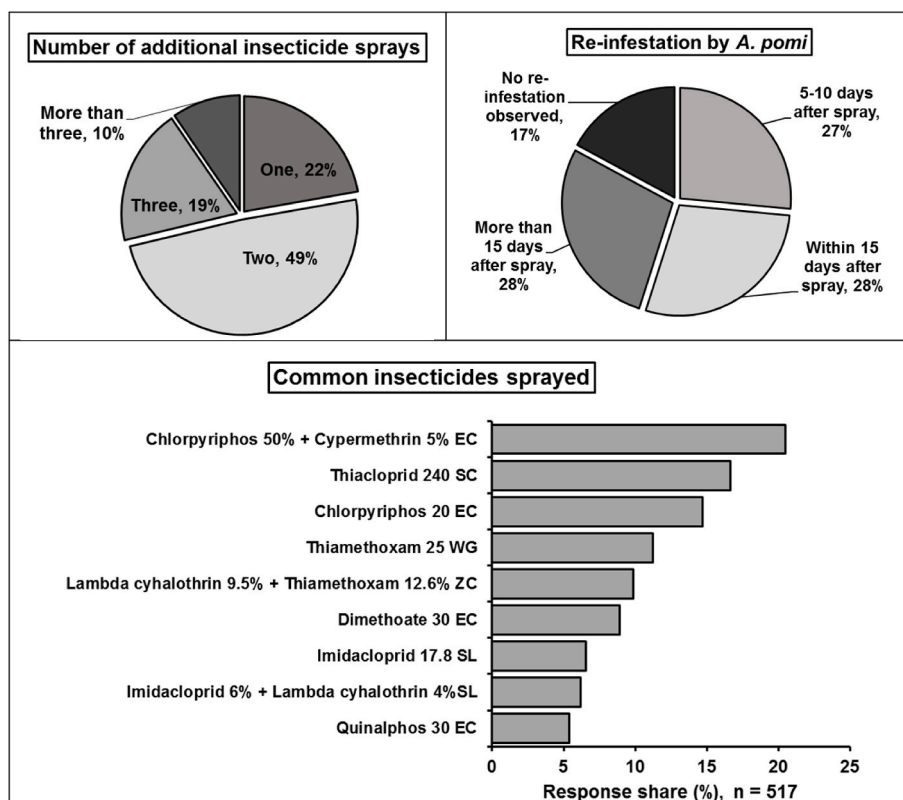 Number of additional insecticide sprays
More than
three, 10%
One, 22%
Three, 19%
Two, 49%
Re-infestation by A. pomi
No re-
infestation
observed,
17%
5-10 days
after spray,
27%
More than
15 days
after spray,
28%
Within 15
days after
spray, 28%
Common insecticides sprayed
Chlorpyriphos 50% + Cypermethrin 5% EC
Thiacloprid 240 SC
Chlorpyriphos 20 EC
Thiamethoxam 25 WG
Lambda cyhalothrin 9.5% + Thiamethoxam 12.6% ZC
Dimethoate 30 EC
Imidacloprid 17.8 SL
Imidacloprid 6% + Lambda cyhalothrin 4%SL
Quinalphos 30 EC
0 5 10 15 20 25
Response share (%), n = 517